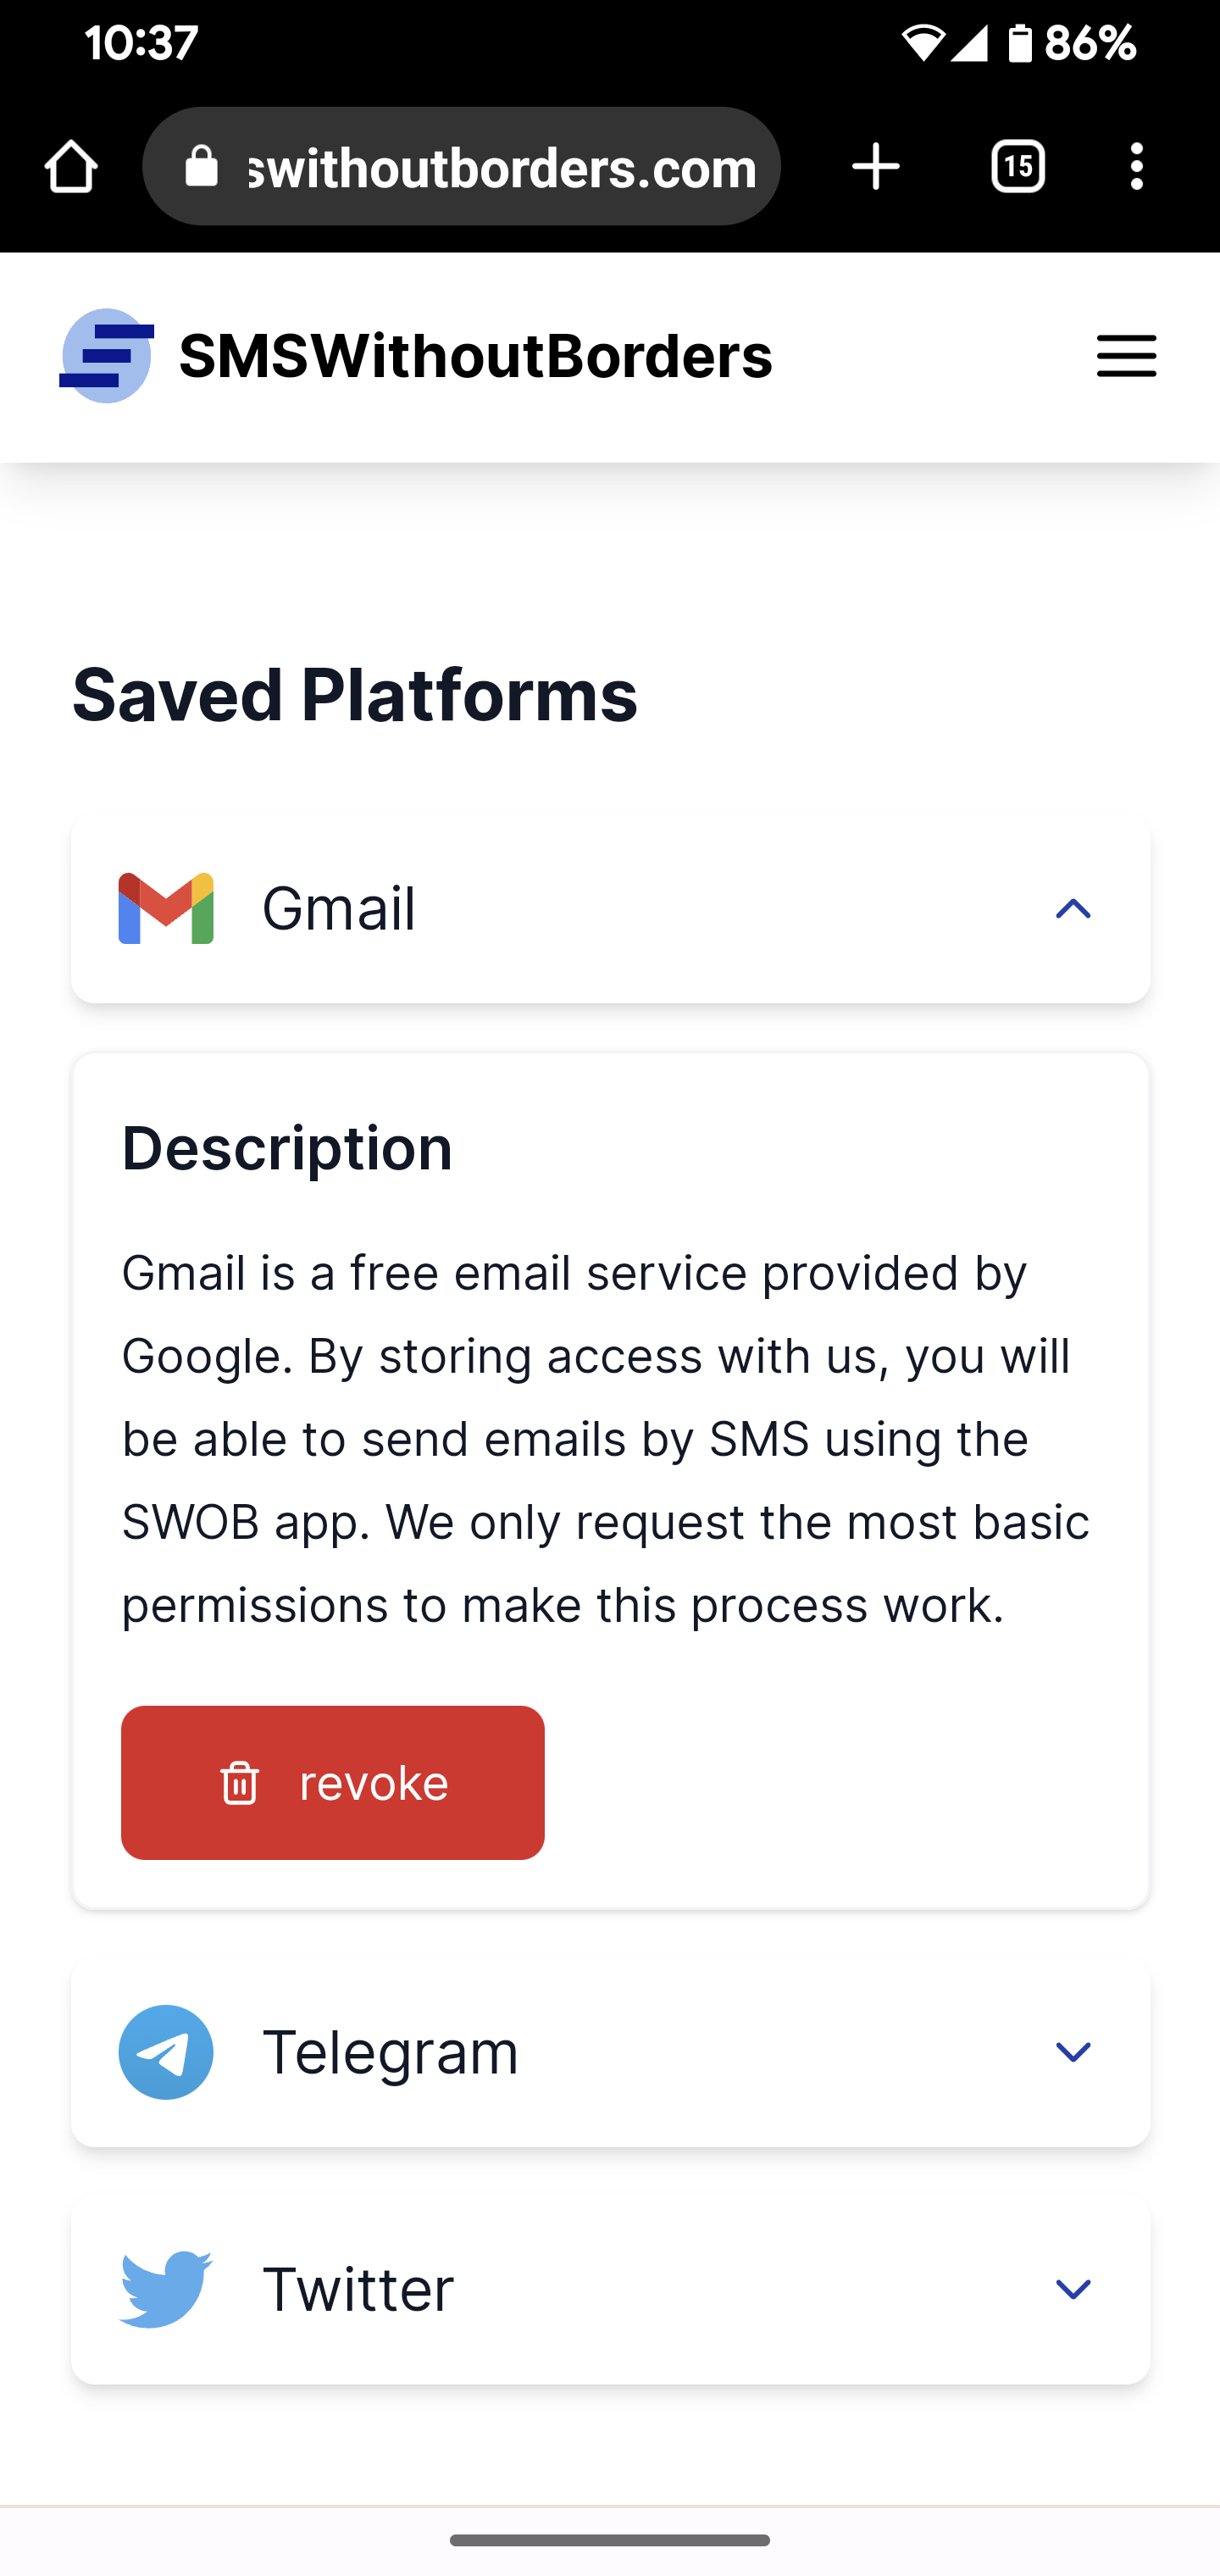 10:37
86%
swithoutborders.com
15
SMSWithoutBorders
Saved Platforms
Gmail
Description
Gmail is a free email service provided by
Google. By storing access with us, you will
be able to send emails by SMS using the
SWOB app. We only request the most basic
permissions to make this process work.
revoke
Telegram
Twitter